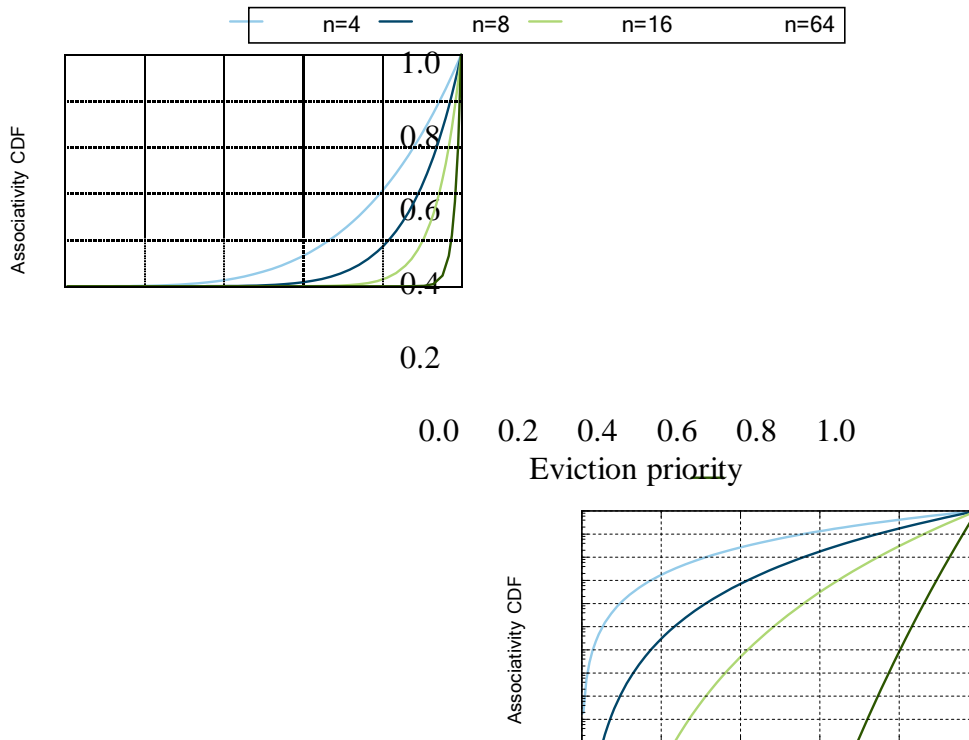 n=4 n=8 n=16 n=64
1.0
0.8
0.6
0.4
0.2
0.0 0.2 0.4 0.6 0.8 1.0
Eviction priority
Associativity CDF
Associativity CDF